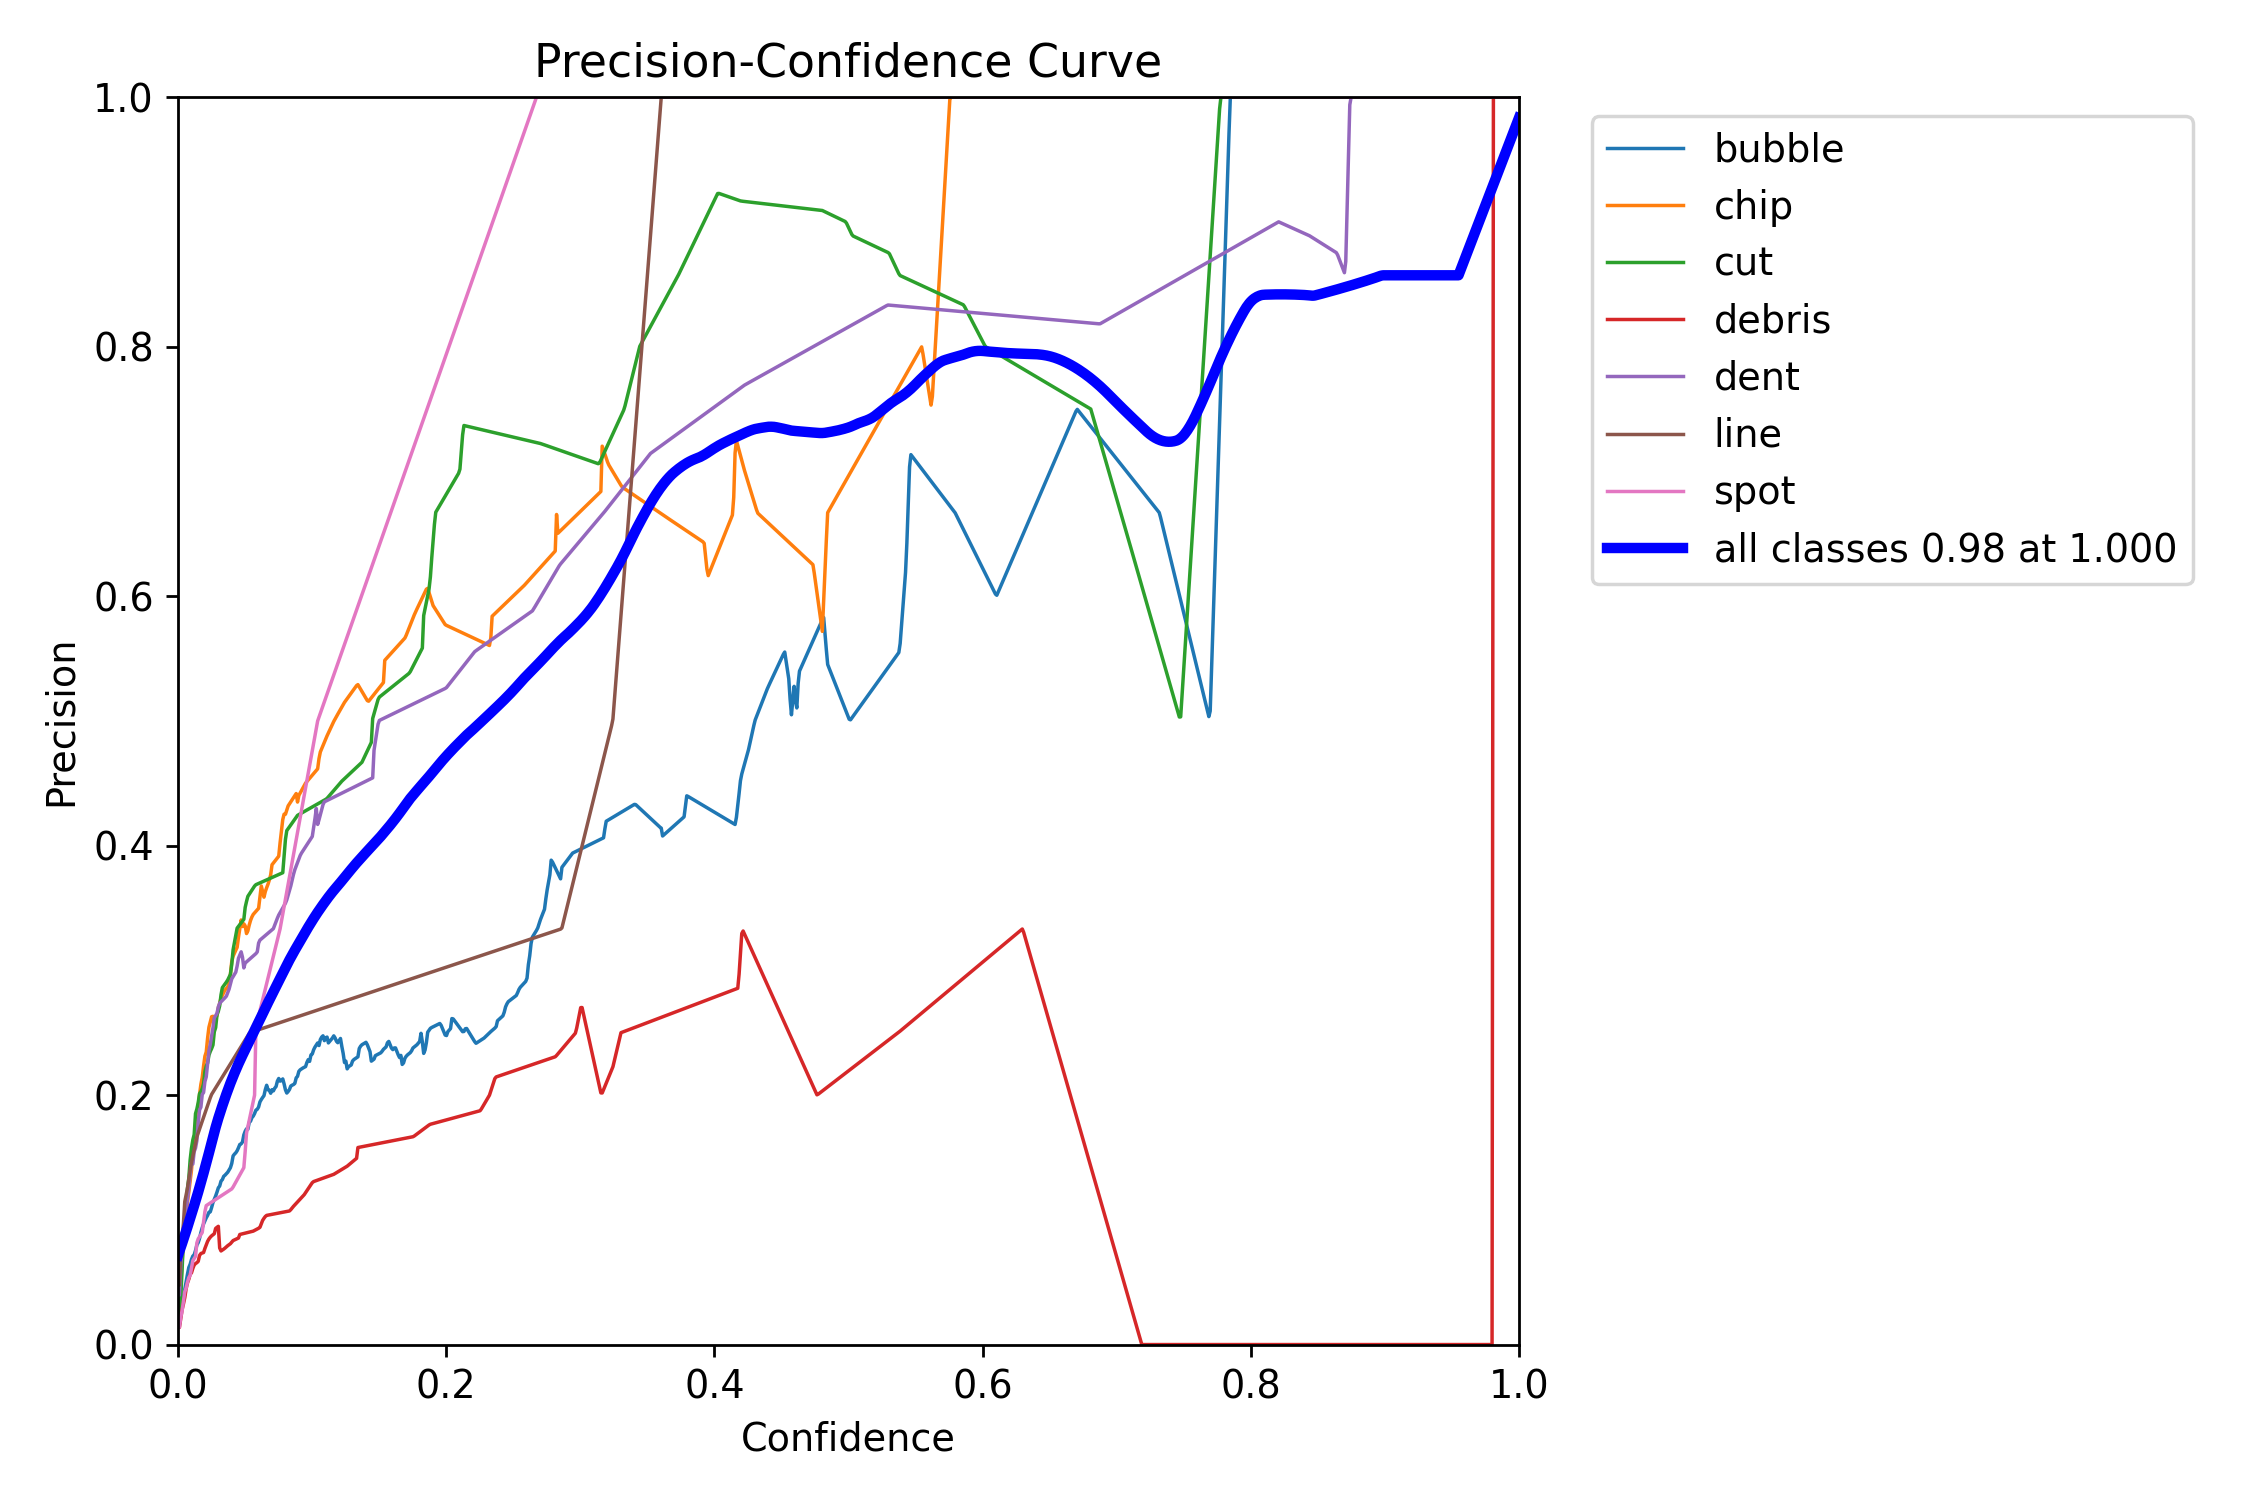 Precision-Confidence Curve
1.0
0.8
0.6
0.4
0.2
0.0
Precision
0.0 0.2 0.4 0.6 0.8 1.0
Confidence
bubble
chip
cut
debris
dent
line
spot
all classes 0.98 at 1.000